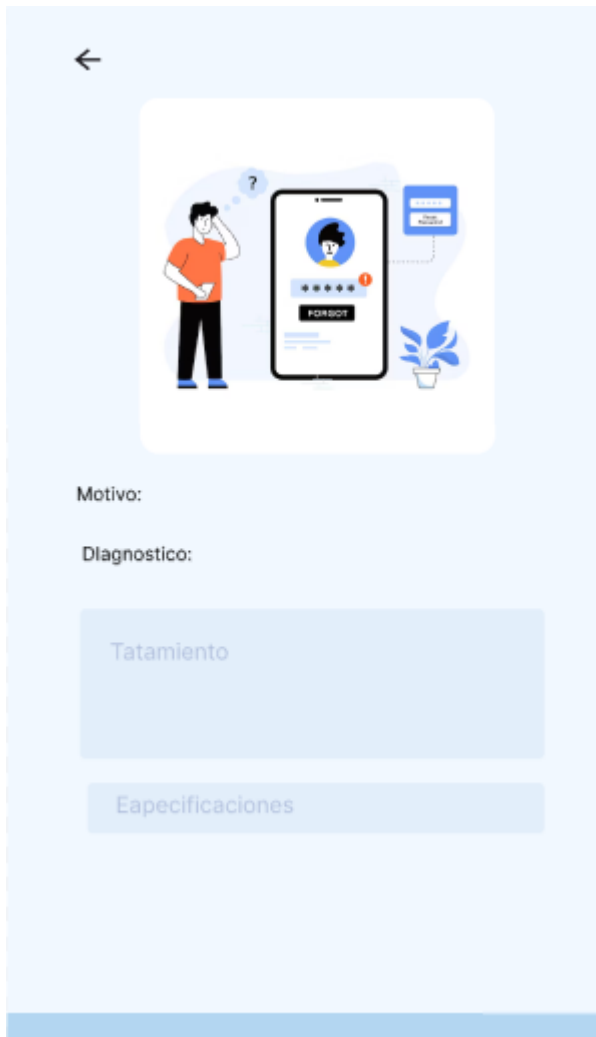 ?
*****
!
FORGOT
Motivo:
DIagnostico:
Tatamiento
Eapecificaciones